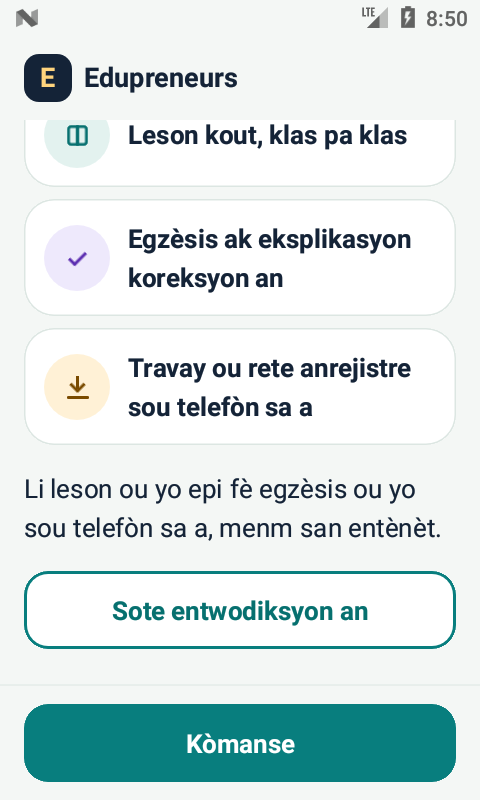 LTE
8:50
E
Edupreneurs
Leson kout, klas pa klas
Egzèsis ak eksplikasyon
koreksyon an
Travay ou rete anrejistre
sou telefòn sa a
Li leson ou yo epi fè egzèsis ou yo
sou telefòn sa a, menm san entènèt.
Sote entwodiksyon an
Kòmanse